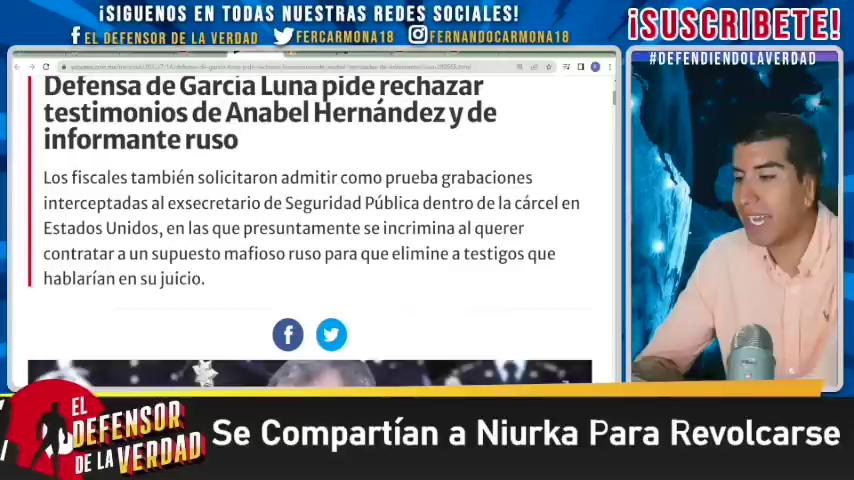 ¡SIGUENOS EN TODAS NUESTRAS REDES SOCIALES!
EL DEFENSOR DE LA VERDAD FERCARMONA18 FERNANDOCARMONA18
¡SUSCRIBETE!
#DEFENDIENDOLAVERDAD
Defensa de García Luna pide rechazar
testimonios de Anabel Hernández y de
informante ruso
Los fiscales también solicitaron admitir como prueba grabaciones
interceptadas al exsecretario de Seguridad Pública dentro de la cárcel en
Estados Unidos, en las que presuntamente se incrimina al querer
contratar a un supuesto mafioso ruso para que elimine a testigos que
hablarían en su juicio.
EL
DEFENSOR
DE LA VERDAD
Se Compartían a Niurka Para Revolcarse